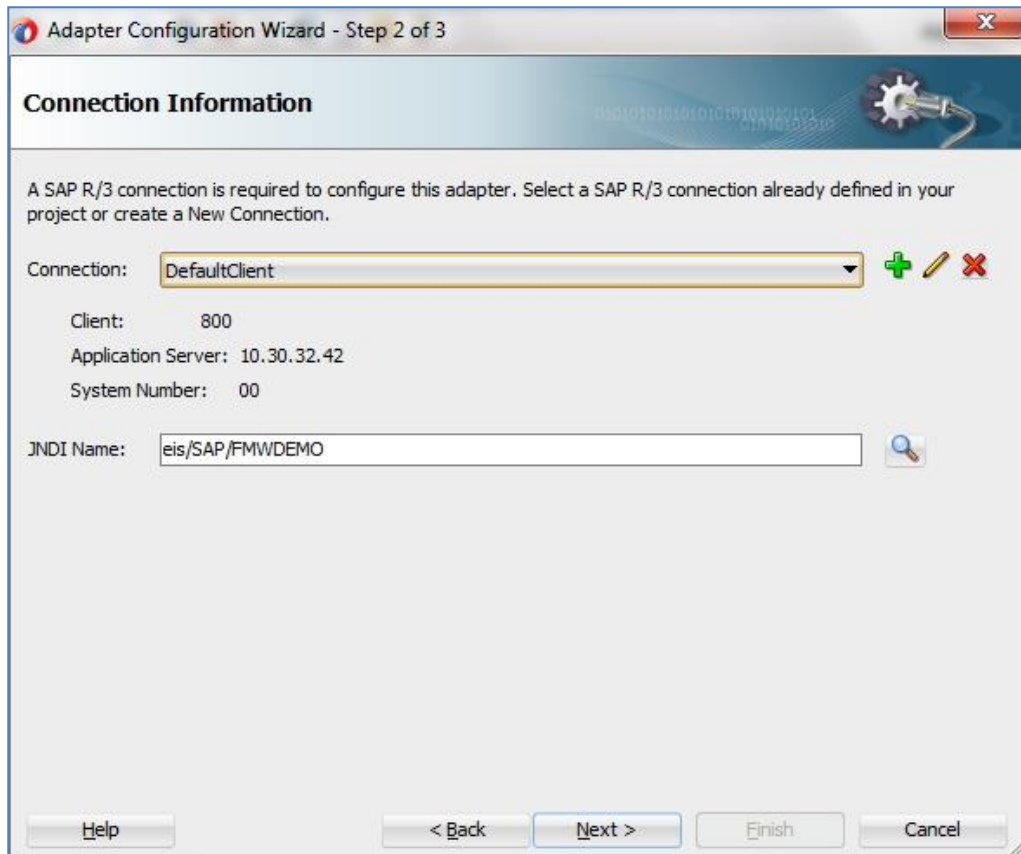 Adapter Configuration Wizard - Step 2 of 3
Connection Information
A SAP R/3 connection is required to configure this adapter. Select a SAP R/3 connection already defined in your
project or create a New Connection.
Connection: DefaultClient
Client: 800
Application Server: 10.30.32.42
System Number: 00
JNDI Name: eis/SAP/FMWDEMO
Help < Back Next > Finish Cancel